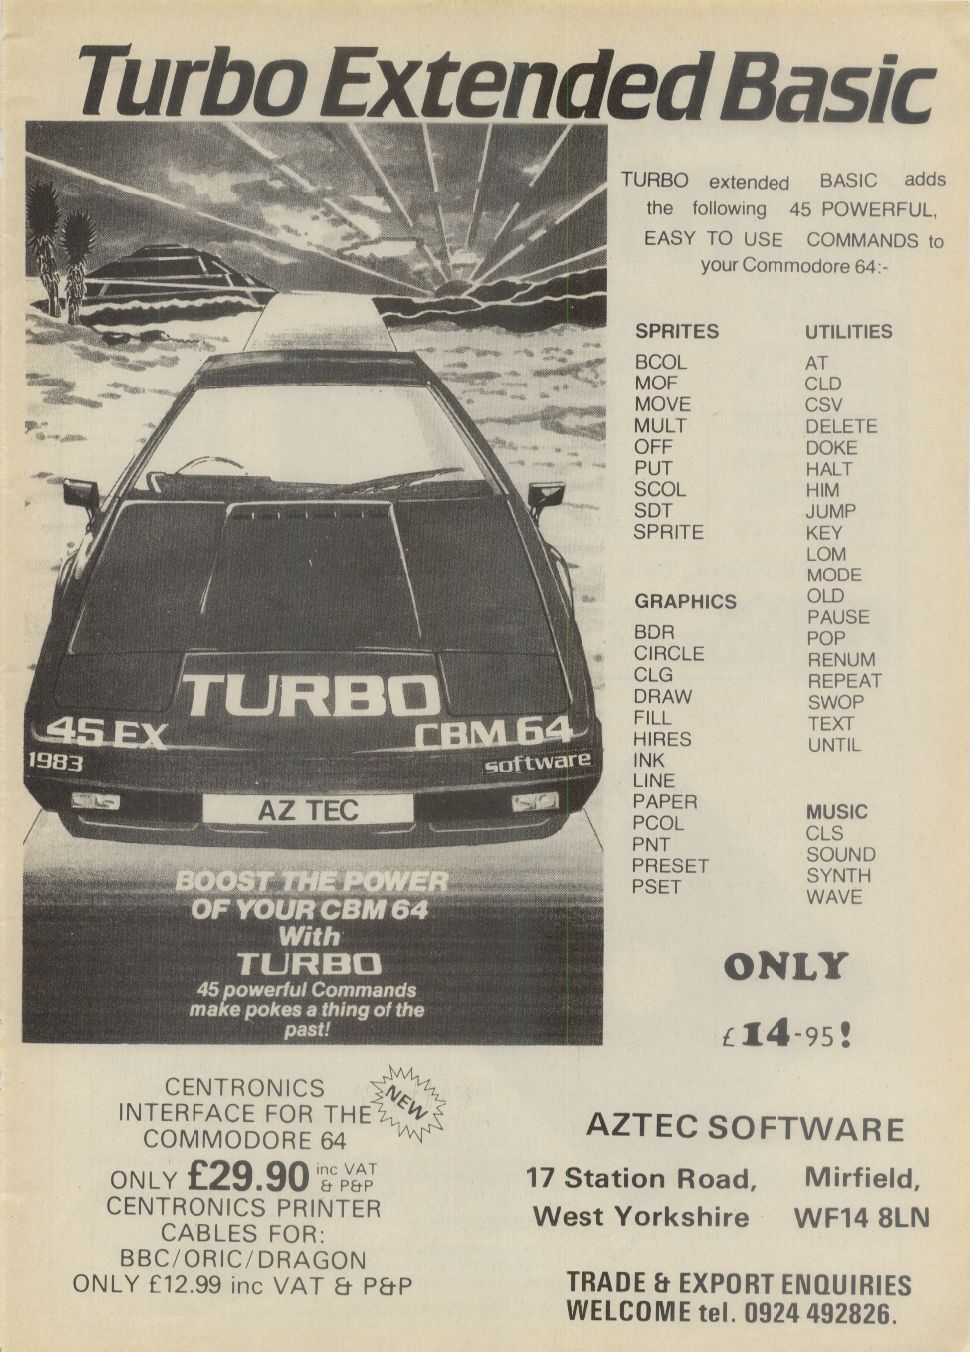 Turbo Extended Basic
TURBO extended BASIC adds
the following 45 POWERFUL,
EASY TO USE COMMANDS to
your Commodore 64:-
SPRITES
BCOL
MOF
MOVE
MULT
OFF
PUT
SCOL
SDT
SPRITE
GRAPHICS
BDR
CIRCLE
CLG
DRAW
FILL
HIRES
INK
LINE
PAPER
PCOL
PNT
PRESET
PSET
UTILITIES
AT
CLD
CSV
DELETE
DOKE
HALT
HIM
JUMP
KEY
LOM
MODE
OLD
PAUSE
POP
RENUM
REPEAT
SWOP
TEXT
UNTIL
MUSIC
CLS
SOUND
SYNTH
WAVE
ONLY
£14-95!
TURBO
45 EX CBM 64
1983 software
AZ TEC
BOOST THE POWER
OF YOUR CBM 64
With
TURBO
45 powerful Commands
make pokes a thing of the
past!
CENTRONICS
INTERFACE FOR THE
COMMODORE 64
NEW
ONLY £29.90 inc VAT
& P&P
CENTRONICS PRINTER
CABLES FOR:
BBC/ORIC/DRAGON
ONLY £12.99 inc VAT & P&P
AZTEC SOFTWARE
17 Station Road, Mirfield,
West Yorkshire WF14 8LN
TRADE & EXPORT ENQUIRIES
WELCOME tel. 0924 492826.